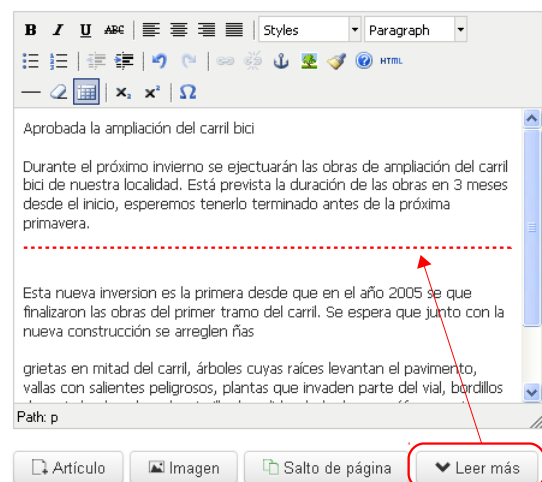 B I U ABC Styles Paragraph
HTML
x₂ x² Ω
Aprobada la ampliación del carril bici
Durante el próximo invierno se ejectuarán las obras de ampliación del carril
bici de nuestra localidad. Está prevista la duración de las obras en 3 meses
desde el inicio, esperemos tenerlo terminado antes de la próxima
primavera.
Esta nueva inversion es la primera desde que en el año 2005 se que
finalizaron las obras del primer tramo del carril. Se espera que junto con la
nueva construcción se arreglen ñas
grietas en mitad del carril, árboles cuyas raíces levantan el pavimento,
vallas con salientes peligrosos, plantas que invaden parte del vial, bordillos
Path: p
Artículo Imagen Salto de página Leer más